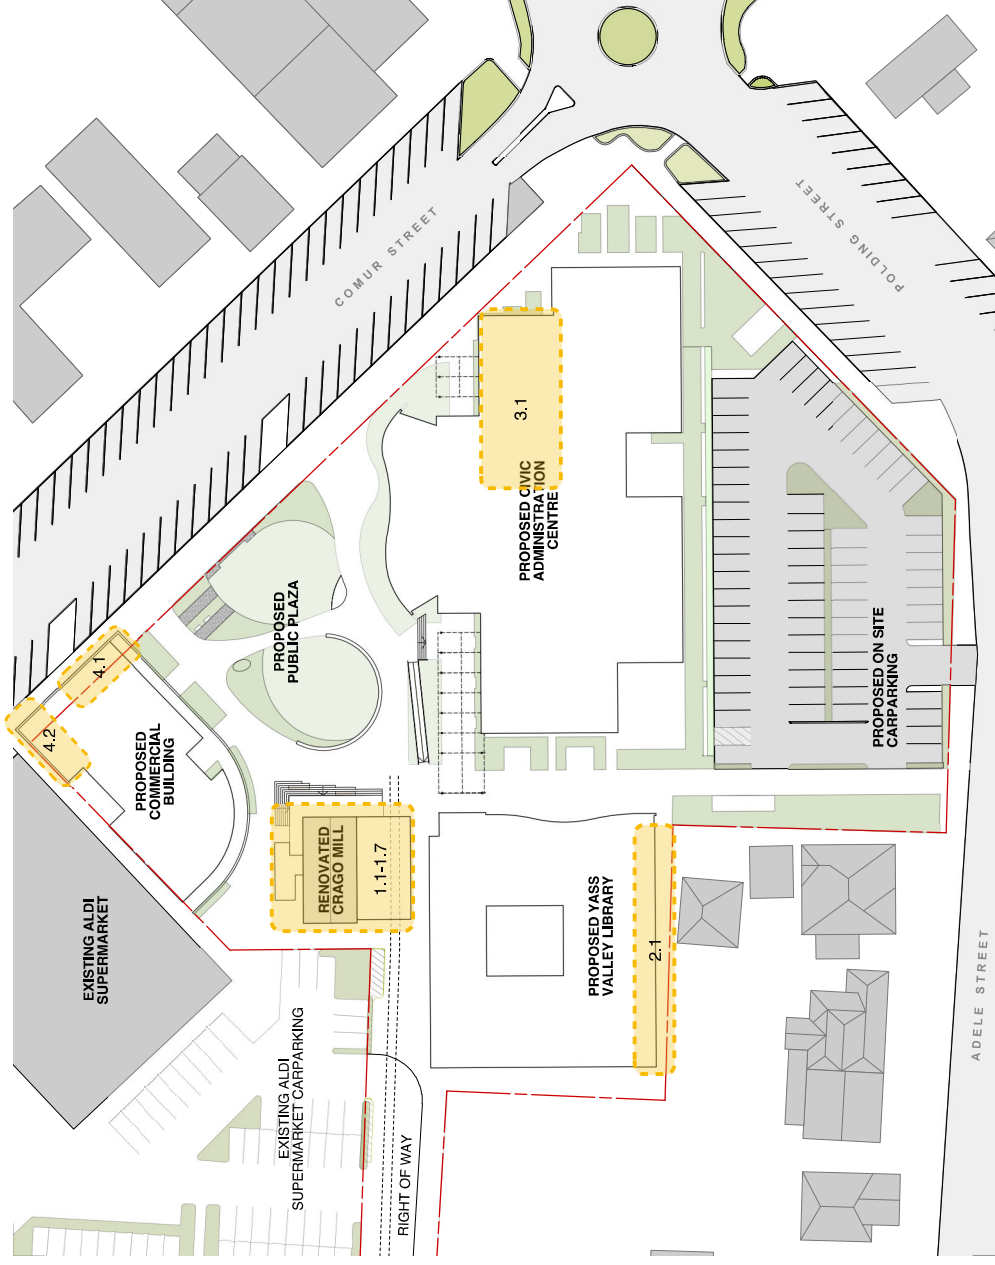 COMUR STREET
POLDING STREET
3.1
PROPOSED CIVIC
ADMINISTRATION
CENTRE
PROPOSED
PUBLIC PLAZA
4.1
4.2
PROPOSED
COMMERCIAL
BUILDING
PROPOSED ON SITE
CARPARKING
RENOVATED
CRAGO MILL
1.1-1.7
PROPOSED YASS
VALLEY LIBRARY
2.1
EXISTING ALDI
SUPERMARKET
EXISTING ALDI
SUPERMARKET CARPARKING
RIGHT OF WAY
ADELE STREET